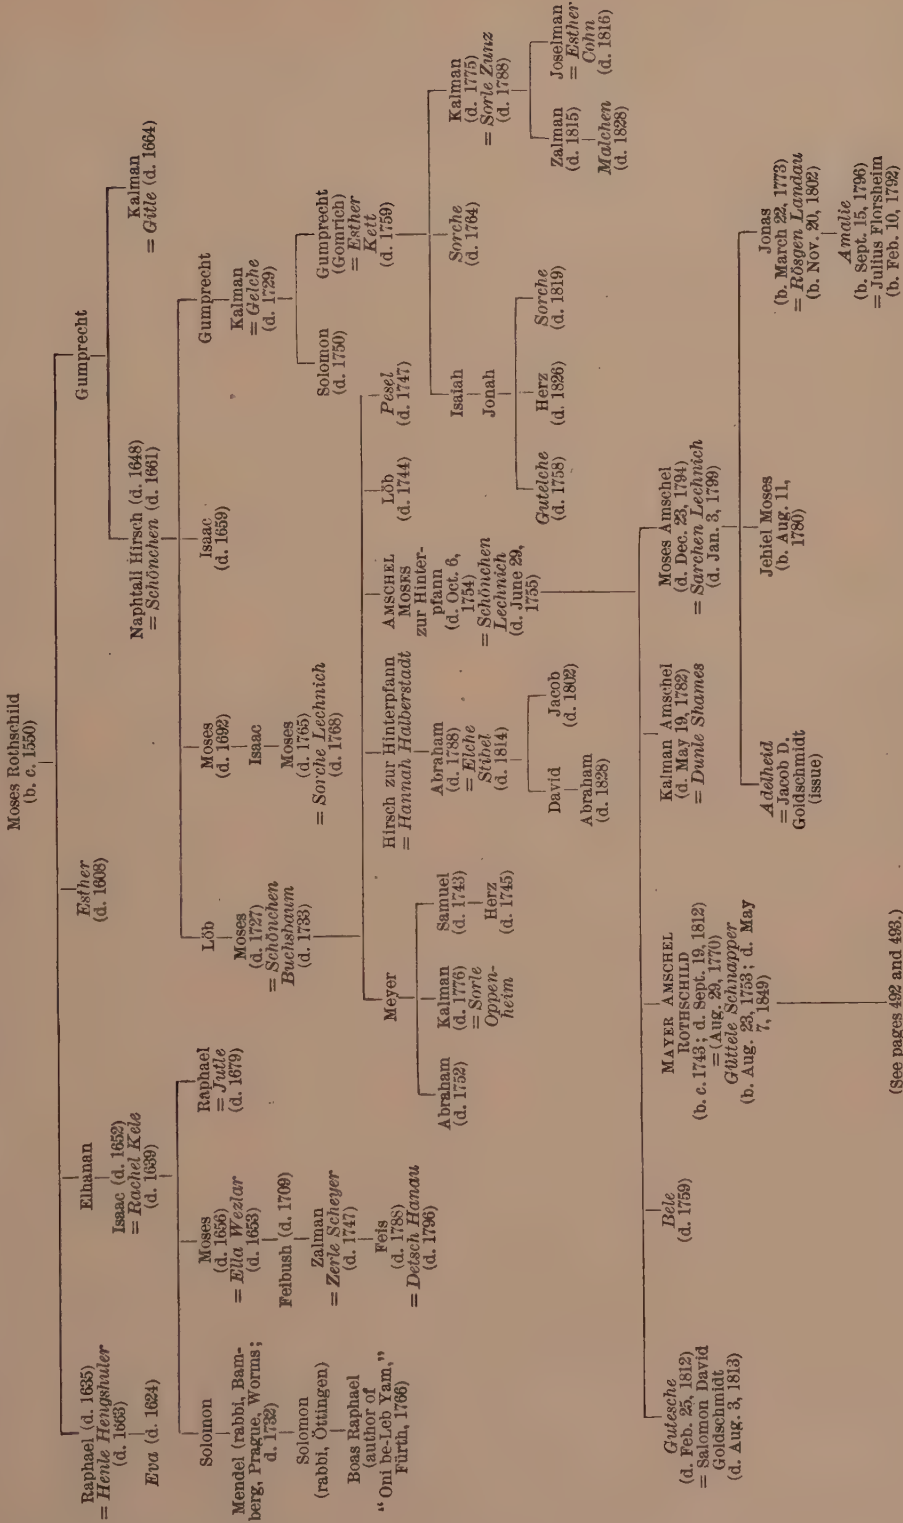 Moses Rothschild
(b. c. 1550)
Raphael (d. 1635)
= Henle Hengshuler
(d. 1663)
Eva (d. 1624)
Elhanan
Isaac (d. 1652)
= Rachel Kele
(d. 1639)
Esther
(d. 1608)
Gumprecht
Naphtali Hirsch (d. 1648)
= Schönchen (d. 1661)
Kalman
= Gitle (d. 1664)
Solomon
Mendel (rabbi, Bam-
berg, Prague, Worms;
d. 1732)
Solomon
(rabbi, Öttingen)
Boas Raphael
(author of
"Oni be-Leb Yam,"
Fürth, 1766)
Moses
(d. 1656)
= Ella Wezlar
(d. 1653)
Feibush (d. 1709)
Zalman
= Zerle Scheyer
(d. 1747)
Feis
(d. 1788)
= Detsch Hanau
(d. 1796)
Raphael
= Jutle
(d. 1679)
Löb
Moses
(d. 1727)
= Schönchen
Buchsbaum
(d. 1733)
Moses
(d. 1692)
Isaac
Moses
(d. 1765)
= Sorche Lechnich
(d. 1768)
Isaac
(d. 1659)
Gumprecht
Kalman
= Gelche
(d. 1729)
Solomon
(d. 1750)
Gumprecht
(Gomrich)
= Esther
Kett
(d. 1759)
Meyer
Abraham
(d. 1752)
Kalman
(d. 1776)
= Sorle
Oppen-
heim
Samuel
(d. 1743)
Herz
(d. 1745)
Hirsch zur Hinterpfann
= Hannah Halberstadt
Abraham
(d. 1788)
= Elche
Stibel
(d. 1814)
David
Abraham
(d. 1828)
Jacob
(d. 1802)
AMSCHEL
MOSES
zur Hinter-
pfann
(d. Oct. 6,
1754)
= Schönchen
Lechnich
(d. June 29,
1755)
Löb
(d. 1744)
Pesel
(d. 1747)
Isaiah
Jonah
Gutelche
(d. 1758)
Herz
(d. 1826)
Sorche
(d. 1819)
Sorche
(d. 1764)
Kalman
(d. 1775)
= Sorle Zunz
(d. 1788)
Zalman
(d. 1815)
Malchen
(d. 1828)
Joselman
= Esther
Cohn
(d. 1816)
Gutesche
(d. Feb. 25, 1812)
= Salomon David
Goldschmidt
(d. Aug. 3, 1813)
Bele
(d. 1759)
MAYER AMSCHEL
ROTHSCHILD
(b. c. 1743; d. Sept. 19, 1812)
= (Aug. 29, 1770)
Güttele Schnapper
(b. Aug. 23, 1753; d. May
7, 1849)
Kalman Amschel
(d. May 19, 1782)
= Dunle Shames
Moses Amschel
(d. Dec. 23, 1794)
= Sarchen Lechnich
(d. Jan. 3, 1799)
Adelheid
= Jacob D.
Goldschmidt
(issue)
Jehiel Moses
(b. Aug. 11,
1780)
Jonas
(b. March 22, 1773)
= Rösgen Landau
(b. Nov. 20, 1802)
Amalie
(b. Sept. 15, 1796)
= Julius Florsheim
(b. Feb. 10, 1792)
(See pages 492 and 493.)